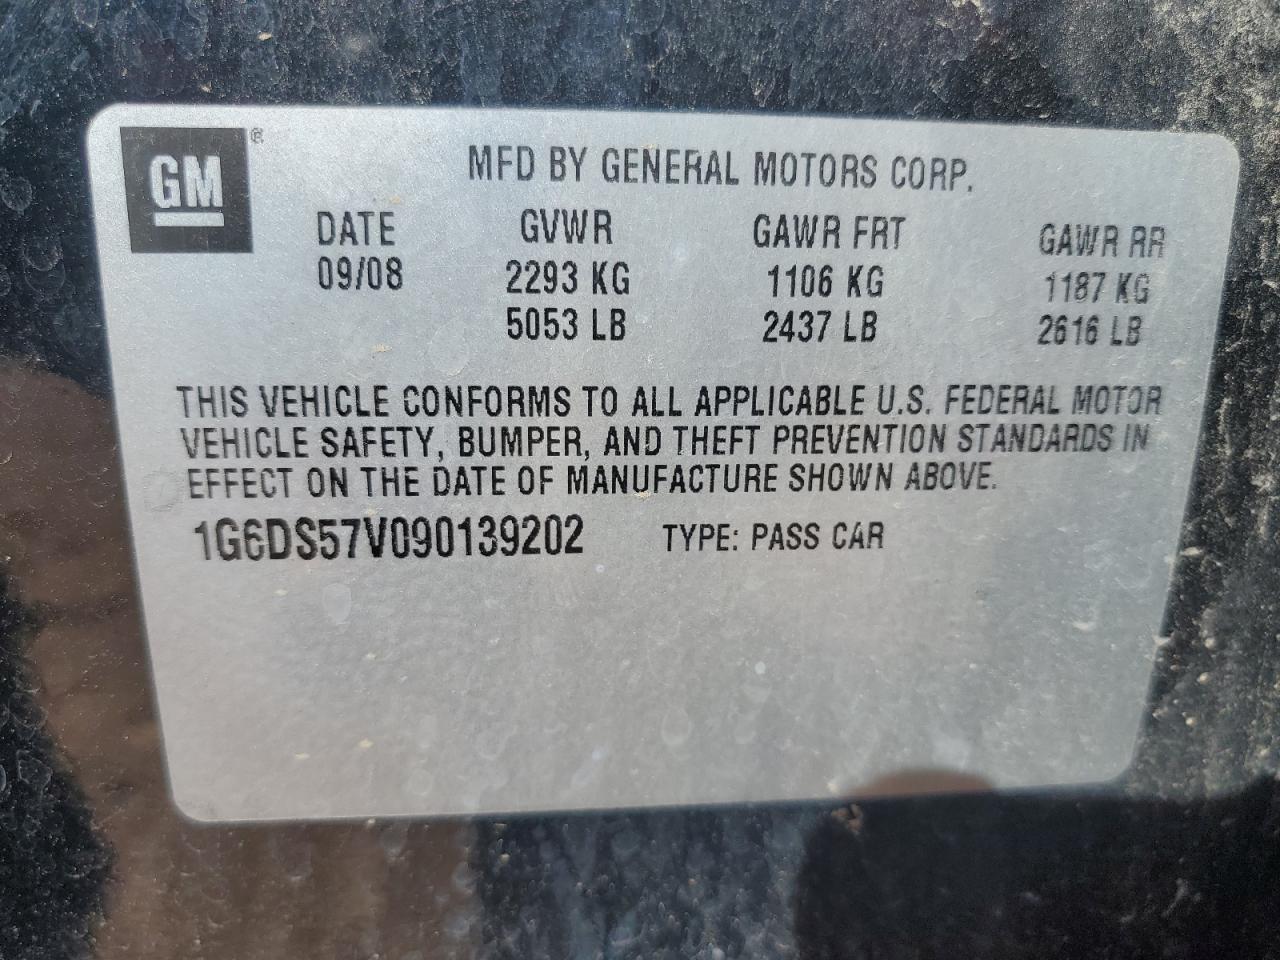 GM ®
MFD BY GENERAL MOTORS CORP.
DATE GVWR GAWR FRT GAWR RR
09/08 2293 KG 1106 KG 1187 KG
5053 LB 2437 LB 2616 LB
THIS VEHICLE CONFORMS TO ALL APPLICABLE U.S. FEDERAL MOTOR
VEHICLE SAFETY, BUMPER, AND THEFT PREVENTION STANDARDS IN
EFFECT ON THE DATE OF MANUFACTURE SHOWN ABOVE.
1G6DS57V090139202 TYPE: PASS CAR